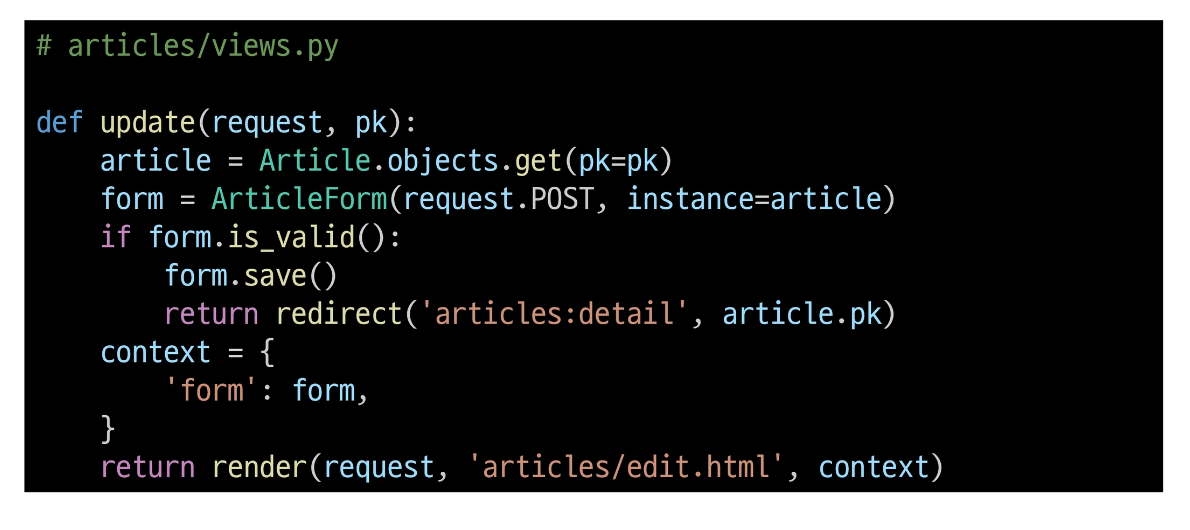 # articles/views.py

def update(request, pk):
    article = Article.objects.get(pk=pk)
    form = ArticleForm(request.POST, instance=article)
    if form.is_valid():
        form.save()
        return redirect('articles:detail', article.pk)
    context = {
        'form': form,
    }
    return render(request, 'articles/edit.html', context)